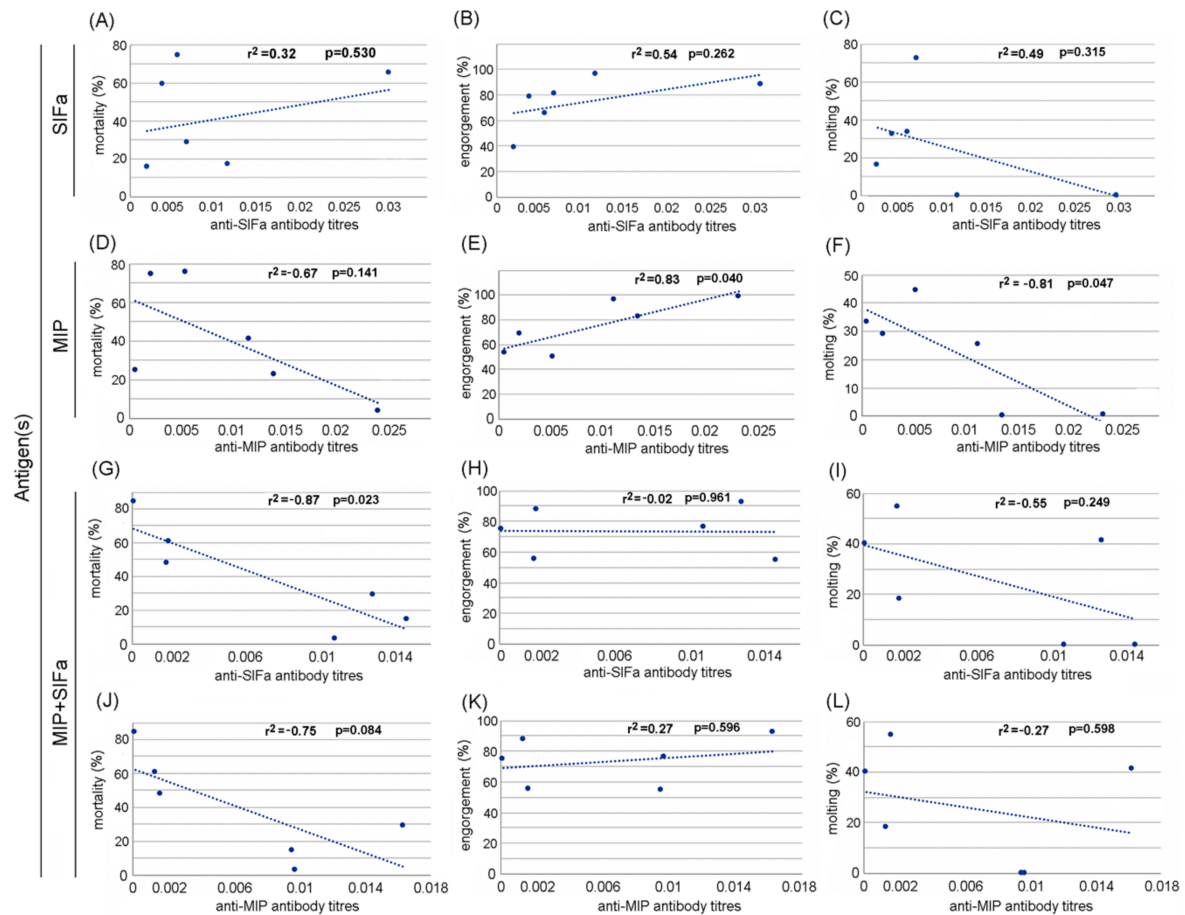 (A)
r² =0.32 p=0.530
mortality (%)
80
60
40
20
0
0.005
0.01
0.015
0.02
0.025
0.03
anti-SIFa antibody titres
(B)
r² =0.54 p=0.262
engorgement (%)
100
80
60
40
20
0
0
0.005
0.01
0.015
0.02
0.025
0.03
anti-SIFa antibody titres
(C)
r² =0.49 p=0.315
molting (%)
80
60
40
20
0
0.005
0.01
0.015
0.02
0.025
0.03
anti-SIFa antibody titres
SIFa
(D)
r²=-0.67 p=0.141
mortality (%)
80
60
40
20
0
0
0.005
0.01
0.015
0.02
0.025
anti-MIP antibody titres
(E)
r²=0.83 p=0.040
engorgement (%)
100
80
60
40
20
0
0
0.005
0.01
0.015
0.02
0.025
anti-MIP antibody titres
(F)
r² = -0.81 p=0.047
molting (%)
50
40
30
20
10
0
0
0.005
0.01
0.015
0.02
0.025
anti-MIP antibody titres
MIP
Antigen(s)
(G)
r²=-0.87 p=0.023
mortality (%)
80
60
40
20
0
0.002
0.006
0.01
0.014
anti-SIFa antibody titres
(H)
r²=-0.02 p=0.961
engorgement (%)
100
80
60
40
20
0
0.002
0.006
0.01
0.014
anti-SIFa antibody titres
(I)
r²=-0.55 p=0.249
molting (%)
60
40
20
0
0.002
0.006
0.01
0.014
anti-SIFa antibody titres
MIP+SIFa
(J)
r²=-0.75 p=0.084
mortality (%)
80
60
40
20
0
0.002
0.006
0.01
0.014
0.018
anti-MIP antibody titres
(K)
r²=0.27 p=0.596
engorgement (%)
100
80
60
40
20
0
0.002
0.006
0.01
0.014
0.018
anti-MIP antibody titres
(L)
r²=-0.27 p=0.598
molting (%)
60
40
20
0
0.002
0.006
0.01
0.014
0.018
anti-MIP antibody titres